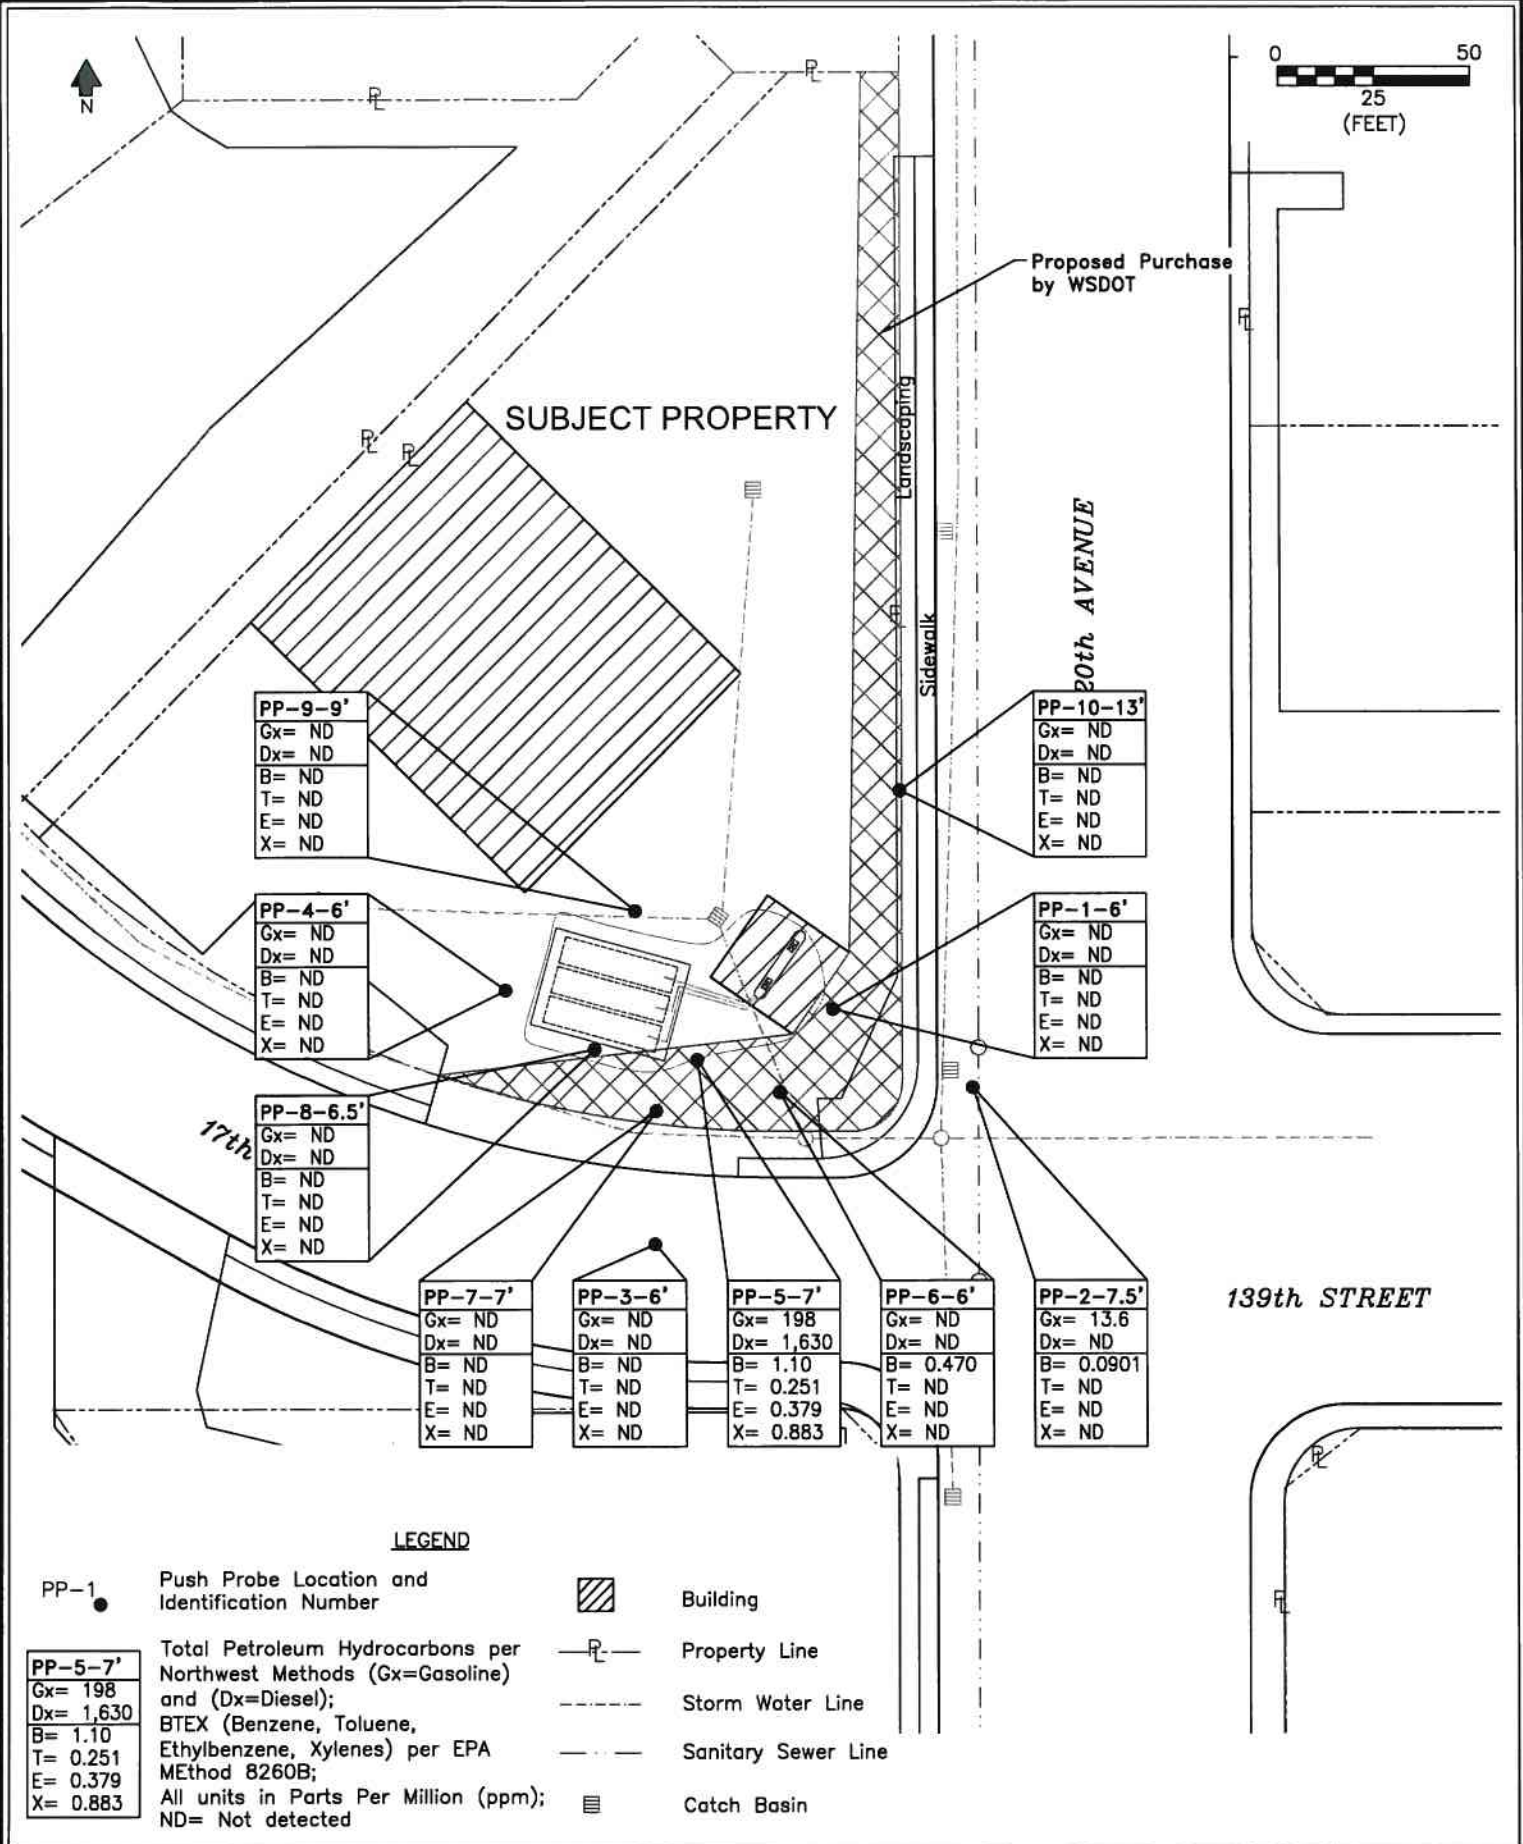 N
0 50
25
(FEET)
Proposed Purchase
by WSDOT
SUBJECT PROPERTY
Landscaping
Sidewalk
20th AVENUE
PP-9-9'
Gx= ND
Dx= ND
B= ND
T= ND
E= ND
X= ND
PP-10-13'
Gx= ND
Dx= ND
B= ND
T= ND
E= ND
X= ND
PP-4-6'
Gx= ND
Dx= ND
B= ND
T= ND
E= ND
X= ND
PP-1-6'
Gx= ND
Dx= ND
B= ND
T= ND
E= ND
X= ND
PP-8-6.5'
Gx= ND
Dx= ND
B= ND
T= ND
E= ND
X= ND
17th
PP-7-7'
Gx= ND
Dx= ND
B= ND
T= ND
E= ND
X= ND
PP-3-6'
Gx= ND
Dx= ND
B= ND
T= ND
E= ND
X= ND
PP-5-7'
Gx= 198
Dx= 1,630
B= 1.10
T= 0.251
E= 0.379
X= 0.883
PP-6-6'
Gx= ND
Dx= ND
B= 0.470
T= ND
E= ND
X= ND
PP-2-7.5'
Gx= 13.6
Dx= ND
B= 0.0901
T= ND
E= ND
X= ND
139th STREET
LEGEND
PP-1
Push Probe Location and
Identification Number
PP-5-7'
Gx= 198
Dx= 1,630
B= 1.10
T= 0.251
E= 0.379
X= 0.883
Total Petroleum Hydrocarbons per
Northwest Methods (Gx=Gasoline)
and (Dx=Diesel);
BTEX (Benzene, Toluene,
Ethylbenzene, Xylenes) per EPA
MEthod 8260B;
All units in Parts Per Million (ppm);
ND= Not detected
Building
PL
Property Line
Storm Water Line
Sanitary Sewer Line
Catch Basin